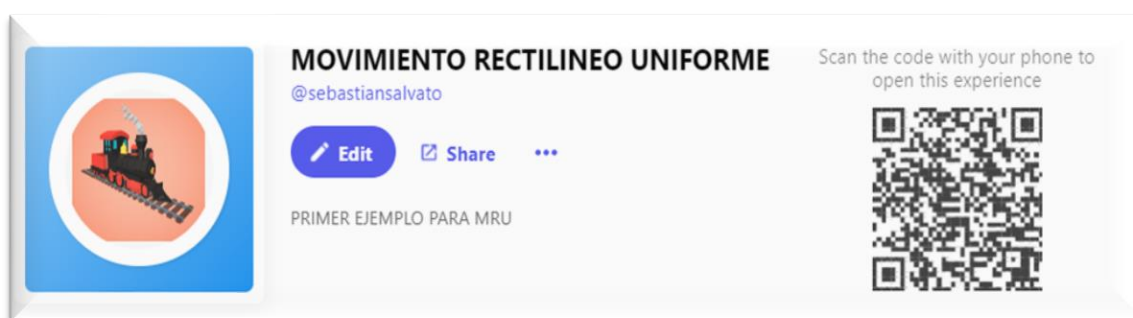 MOVIMIENTO RECTILINEO UNIFORME
@sebastiansalvato
Edit
Share
PRIMER EJEMPLO PARA MRU
Scan the code with your phone to
open this experience